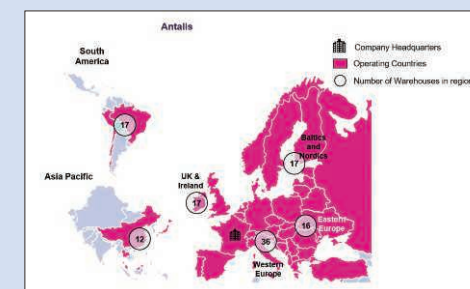 Antalis
South
America
17
Company Headquarters
Operating Countries
Number of Warehouses in region
Baltics
and
Nordics
17
Asia Pacific
12
UK &
Ireland
17
Eastern
Europe
16
36
Western
Europe